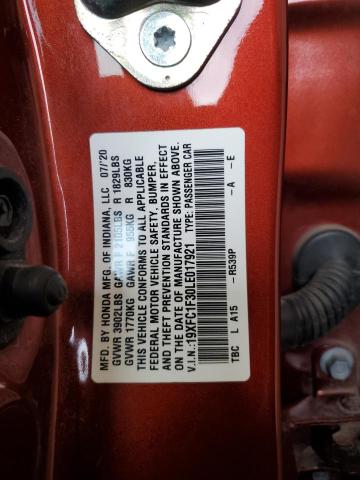 MFD. BY HONDA MFG. OF INDIANA, LLC 07/20
GVWR 3902LBS GAWR F 2105LBS R 1829LBS
GVWR 1770KG GAWR F 955KG R 830KG
THIS VEHICLE CONFORMS TO ALL APPLICABLE
FEDERAL MOTOR VEHICLE SAFETY, BUMPER,
AND THEFT PREVENTION STANDARDS IN EFFECT
ON THE DATE OF MANUFACTURE SHOWN ABOVE.
V.I.N.:19XFC1F30LE017921 TYPE: PASSENGER CAR
-R539P -A -E
TBC L A15